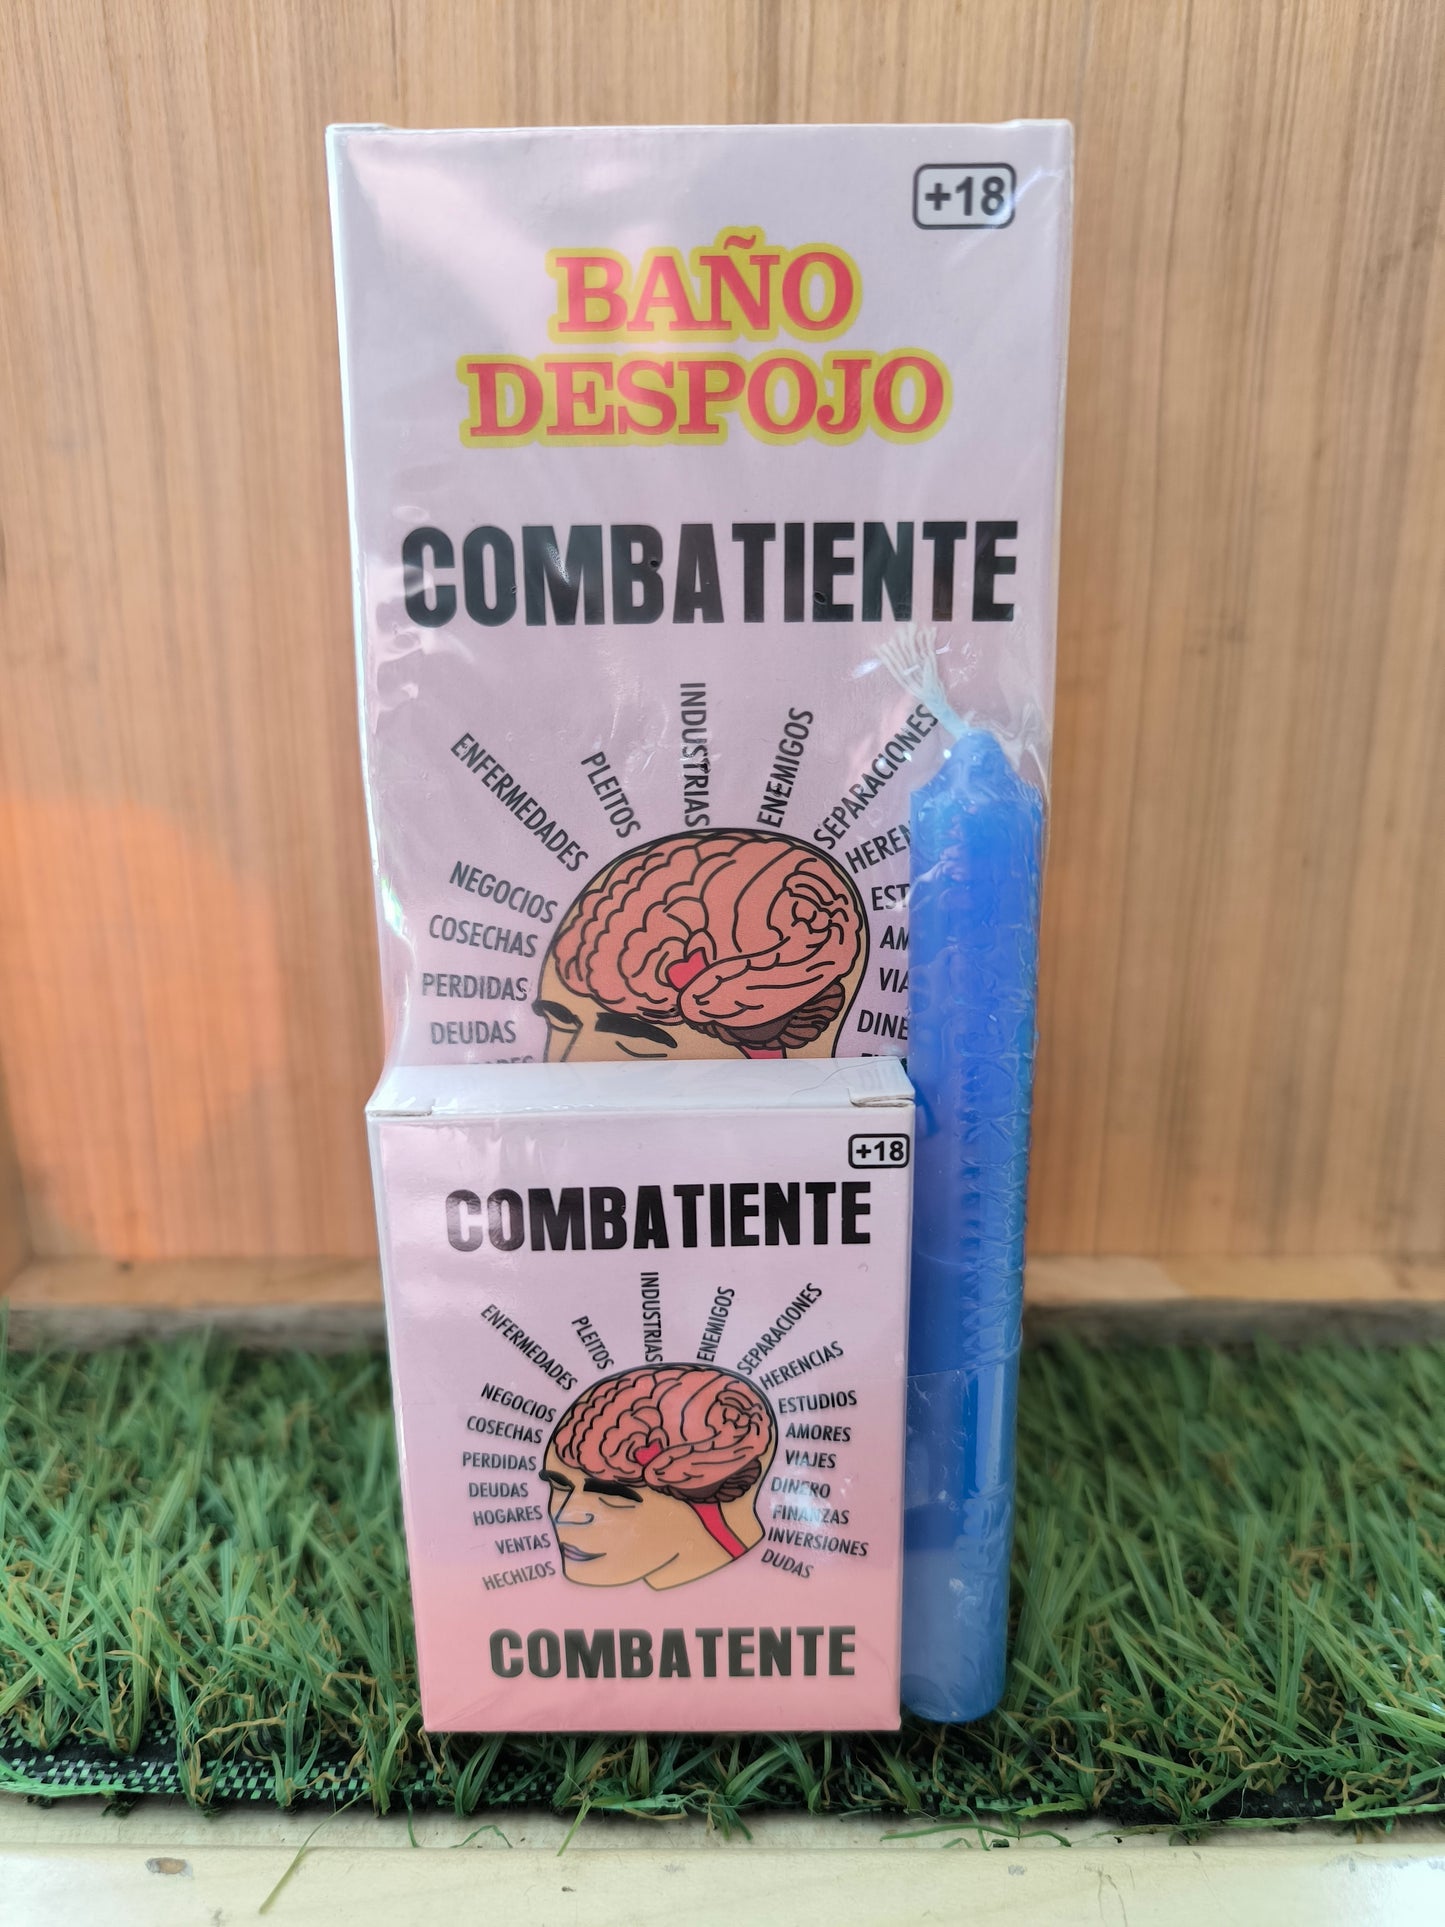 +18
BAÑO
DESPOJO
COMBATIENTE
ENFERMEDADES
PLEITOS
INDUSTRIAS
ENEMIGOS
SEPARACIONES
NEGOCIOS
COSECHAS
PERDIDAS
DEUDAS
+18
COMBATIENTE
ENFERMEDADES
PLEITOS
INDUSTRIAS
ENEMIGOS
SEPARACIONES
HERENCIAS
NEGOCIOS
ESTUDIOS
COSECHAS
AMORES
PERDIDAS
VIAJES
DEUDAS
DINERO
HOGARES
FINANZAS
VENTAS
INVERSIONES
HECHIZOS
DUDAS
COMBATENTE